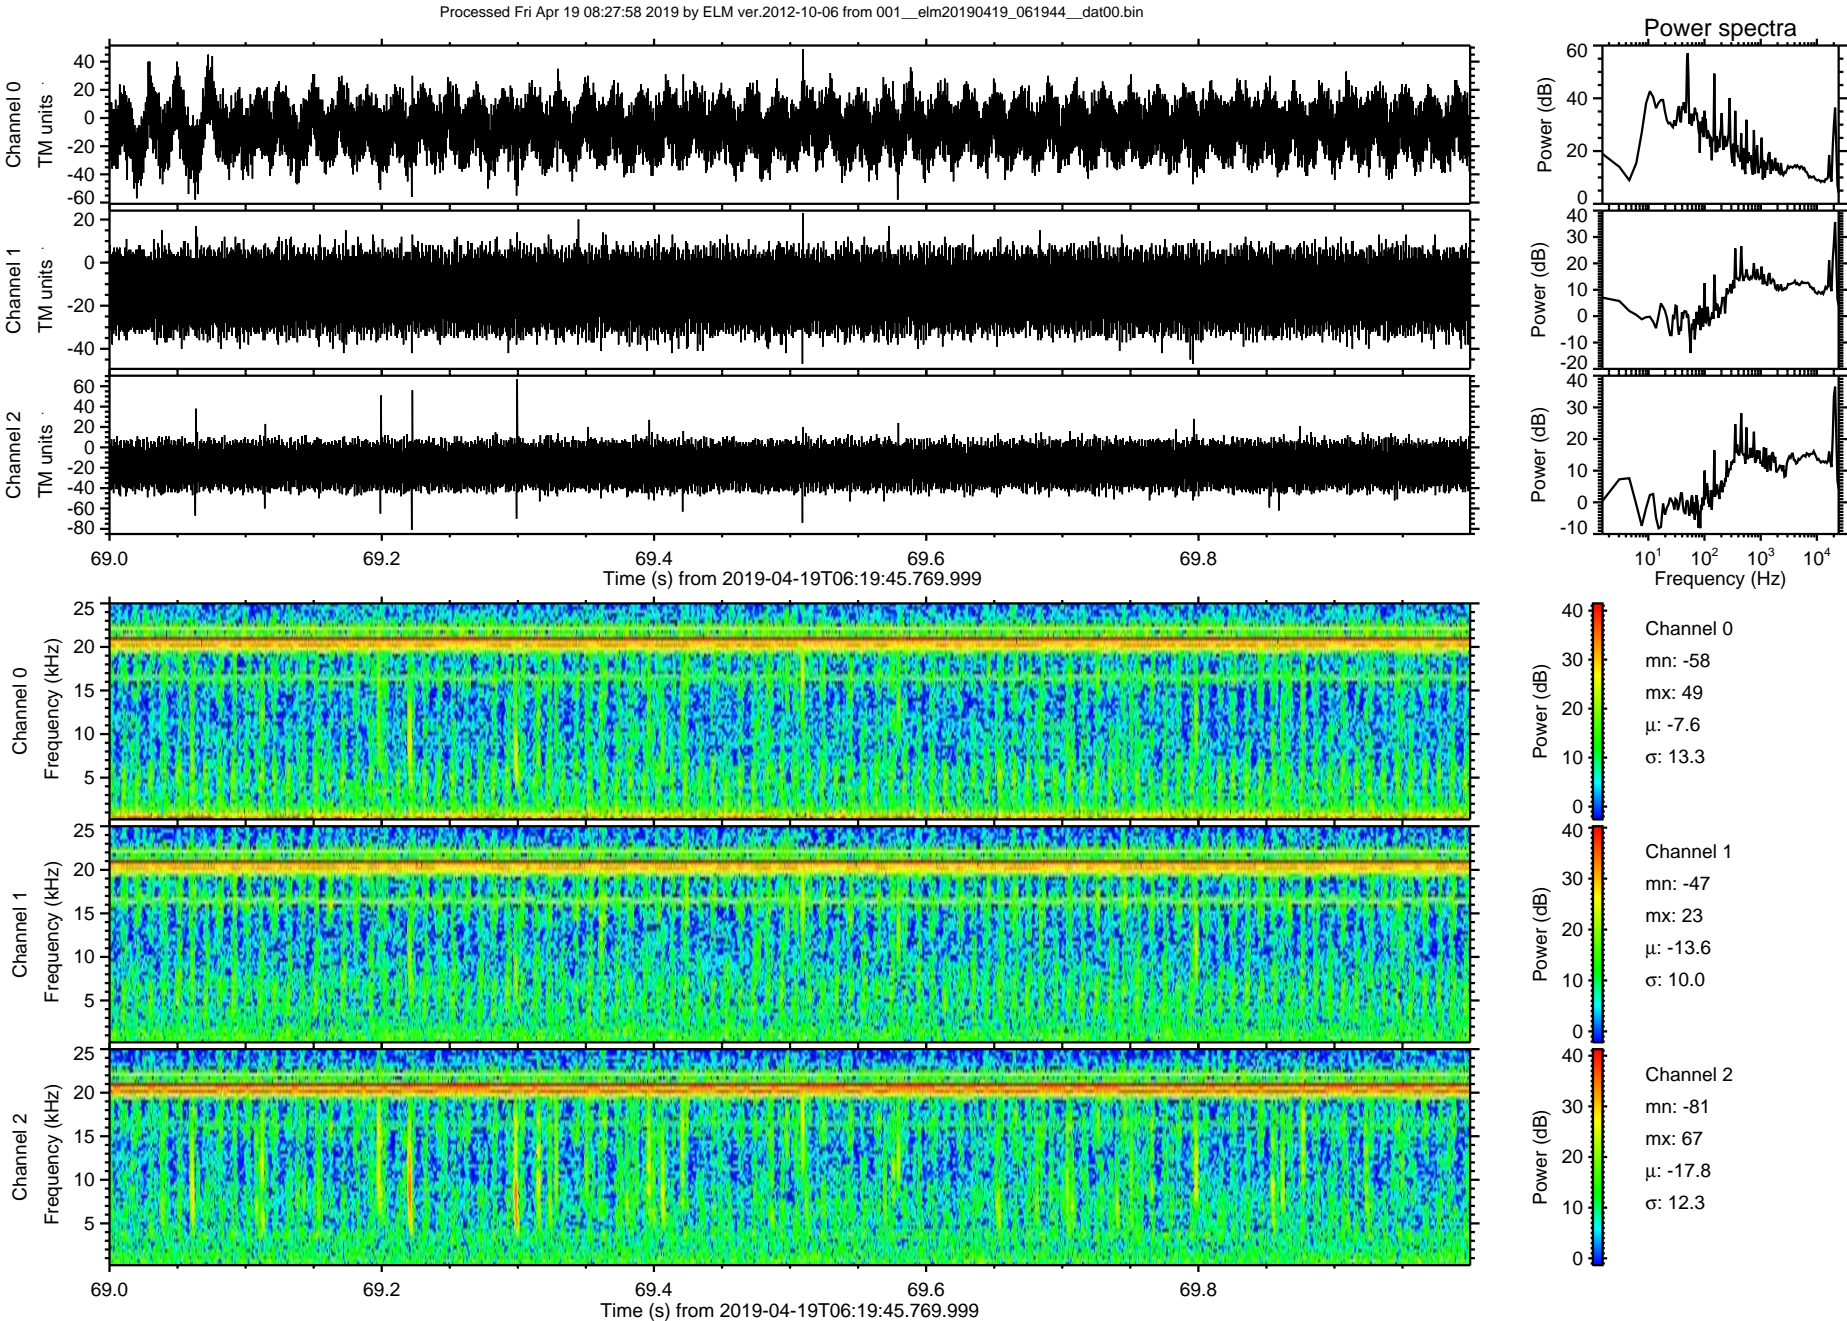 Processed Fri Apr 19 08:27:58 2019 by ELM ver.2012-10-06 from 001__elm20190419_061944__dat00.bin
Power spectra
Channel 0
TM units
40
20
0
-20
-40
-60
Power (dB)
60
40
20
0
Channel 1
TM units
20
0
-20
-40
Power (dB)
40
30
20
10
0
-10
-20
Channel 2
TM units
60
40
20
0
-20
-40
-60
-80
Power (dB)
40
30
20
10
0
-10
69.0 69.2 69.4 69.6 69.8
Time (s) from 2019-04-19T06:19:45.769.999
10¹ 10² 10³ 10⁴
Frequency (Hz)
Channel 0
Frequency (kHz)
25
20
15
10
5
Power (dB)
40
30
20
10
0
Channel 0
mn: -58
mx: 49
μ: -7.6
σ: 13.3
Channel 1
Frequency (kHz)
25
20
15
10
5
Power (dB)
40
30
20
10
0
Channel 1
mn: -47
mx: 23
μ: -13.6
σ: 10.0
Channel 2
Frequency (kHz)
25
20
15
10
5
Power (dB)
40
30
20
10
0
Channel 2
mn: -81
mx: 67
μ: -17.8
σ: 12.3
69.0 69.2 69.4 69.6 69.8
Time (s) from 2019-04-19T06:19:45.769.999